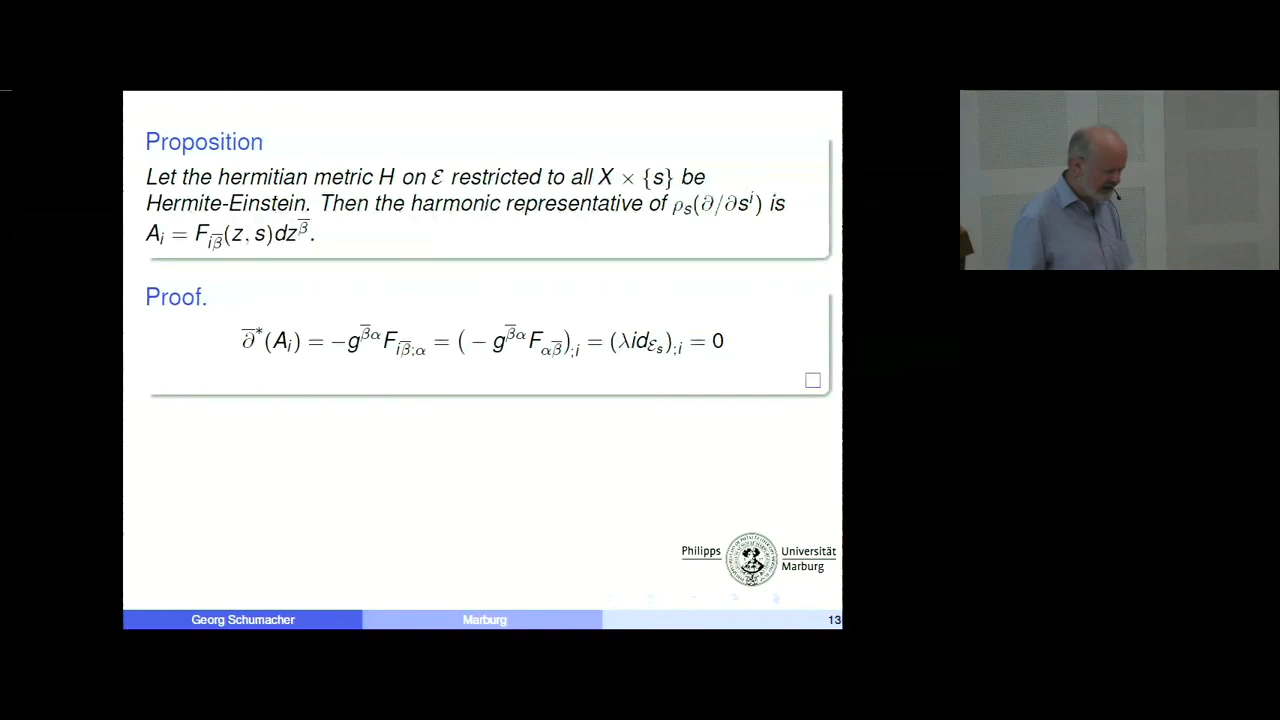 Proposition
Let the hermitian metric H on ℰ restricted to all X × {s} be
Hermite-Einstein. Then the harmonic representative of ρ_s(∂/∂s^i) is
A_i = F_{i\overline{β}}(z, s)dz^{\overline{β}}.
Proof.
\overline{∂}^*(A_i) = −g^{\overline{β}α}F_{i\overline{β};α} = (− g^{\overline{β}α}F_{α\overline{β}})_{;i} = (λid_{ℰ_s})_{;i} = 0
□
Philipps Universität
Marburg
Georg Schumacher Marburg 13